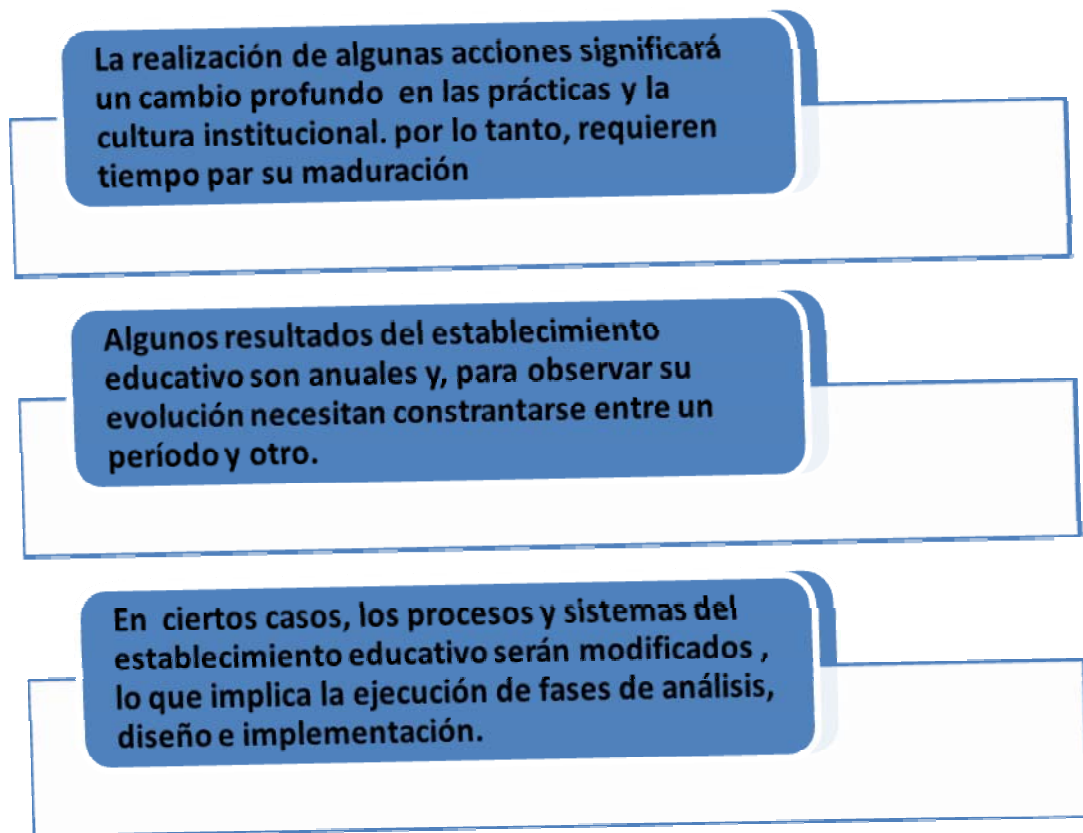 La realización de algunas acciones significará
un cambio profundo en las prácticas y la
cultura institucional. por lo tanto, requieren
tiempo par su maduración
Algunos resultados del establecimiento
educativo son anuales y, para observar su
evolución necesitan constrantarse entre un
período y otro.
En ciertos casos, los procesos y sistemas del
establecimiento educativo serán modificados ,
lo que implica la ejecución de fases de análisis,
diseño e implementación.